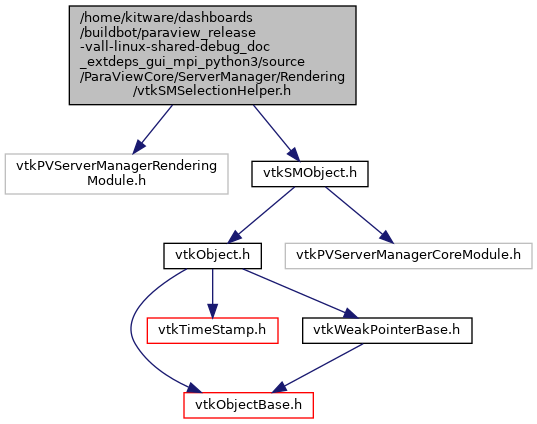 /home/kitware/dashboards
/buildbot/paraview_release
-vall-linux-shared-debug_doc
_extdeps_gui_mpi_python3/source
/ParaViewCore/ServerManager/Rendering
/vtkSMSelectionHelper.h
vtkPVServerManagerRendering
Module.h
vtkSMObject.h
vtkObject.h
vtkPVServerManagerCoreModule.h
vtkTimeStamp.h
vtkWeakPointerBase.h
vtkObjectBase.h